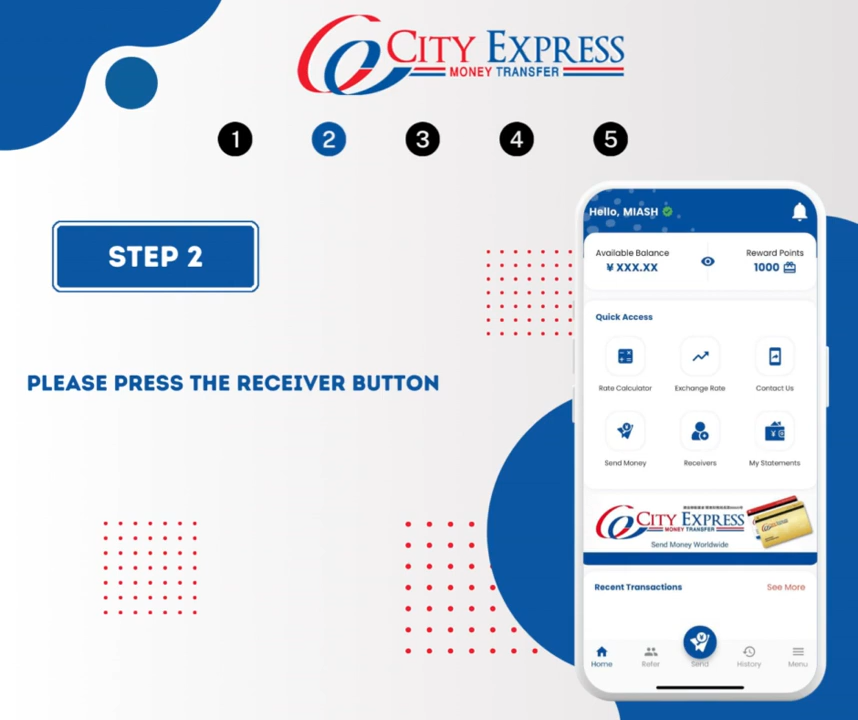 CITY EXPRESS
MONEY TRANSFER
1 2 3 4 5
STEP 2
PLEASE PRESS THE RECEIVER BUTTON
Hello, MIASH
Available Balance Reward Points
¥ XXX.XX 1000
Quick Access
Rate Calculator Exchange Rate Contact Us
Send Money Receivers My Statements
CITY EXPRESS
MONEY TRANSFER
Send Money Worldwide
Recent Transactions See More
Home Refer Send History Menu